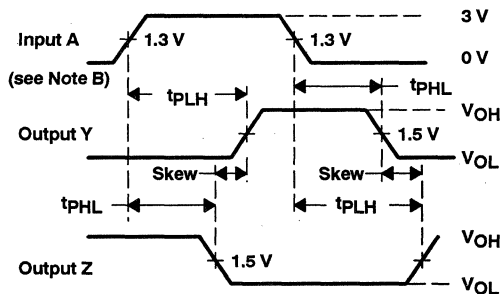 3 V
Input A 1.3 V 1.3 V
0 V
(see Note B)
tPLH tPHL
VOH
Output Y 1.5 V
VOL
Skew Skew
tPHL tPLH
VOH
1.5 V
Output Z
VOL